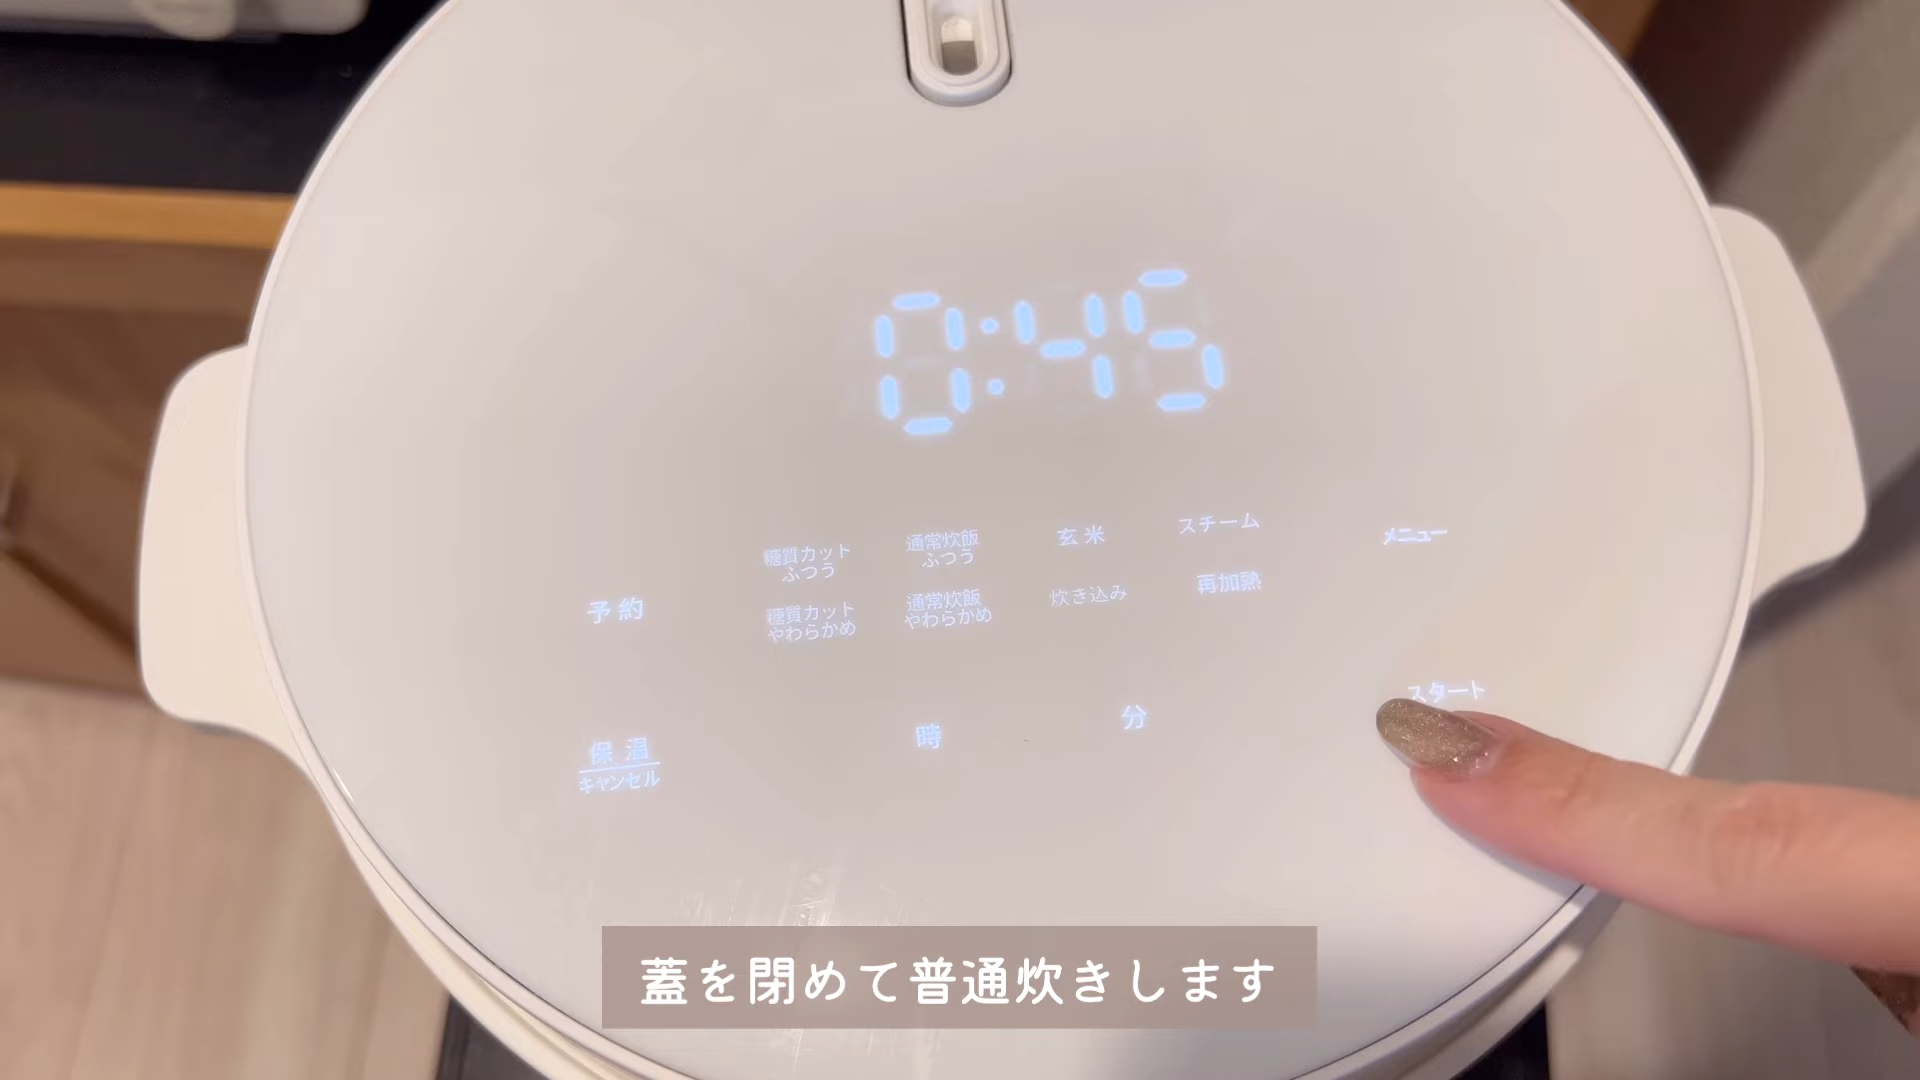 0:45
糖質カット
ふつう
通常炊飯
ふつう
玄米
スチーム
メニュー
予約
糖質カット
やわらかめ
通常炊飯
やわらかめ
炊き込み
再加熱
スタート
保温
キャンセル
時
分
蓋を閉めて普通炊きします